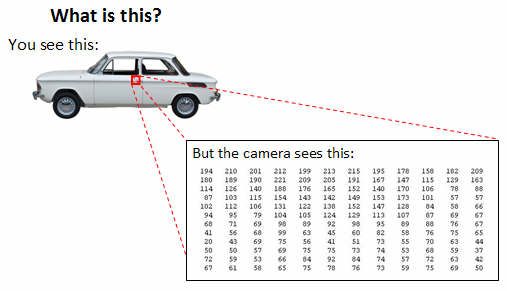 What is this?
You see this:
But the camera sees this:
194 210 201 212 199 213 215 195 178 158 182 209
180 189 190 221 209 205 191 167 147 115 129 163
114 126 140 188 176 165 152 140 170 106 78 88
87 103 115 154 143 142 149 153 173 101 57 57
102 112 106 131 122 138 152 147 128 84 58 66
94 95 79 104 105 124 129 113 107 87 69 67
68 71 69 98 89 92 98 95 89 88 76 67
41 56 68 99 63 45 60 82 58 76 75 65
20 43 69 75 56 41 51 73 55 70 63 44
50 50 57 69 75 75 73 74 53 68 59 37
72 59 53 66 84 92 84 74 57 72 63 42
67 61 58 65 75 78 76 73 59 75 69 50